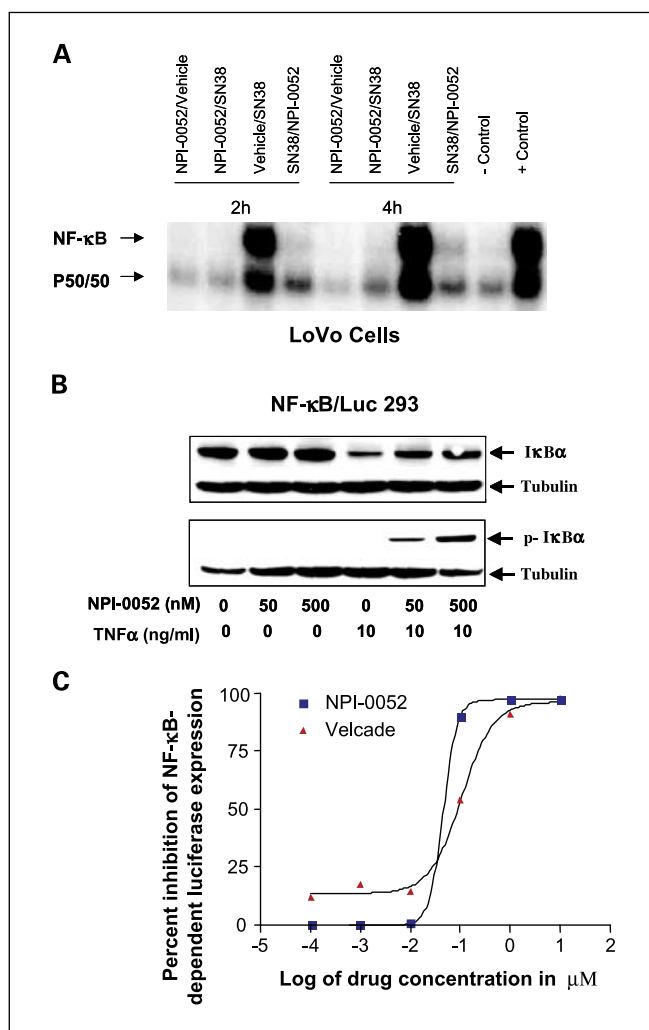 A
NPI-0052/Vehicle
NPI-0052/SN38
Vehicle/SN38
SN38/NPI-0052
NPI-0052/Vehicle
NPI-0052/SN38
Vehicle/SN38
SN38/NPI-0052
- Control
+ Control
2h 4h
NF-κB
P50/50
LoVo Cells
B
NF-κB/Luc 293
IκBα
Tubulin
p- IκBα
Tubulin
NPI-0052 (nM) 0 50 500 0 50 500
TNFα (ng/ml) 0 0 0 10 10 10
C
Percent inhibition of NF-κB-
dependent luciferase expression
100
75
50
25
0
NPI-0052
Velcade
-5 -4 -3 -2 -1 0 1 2
Log of drug concentration in μM